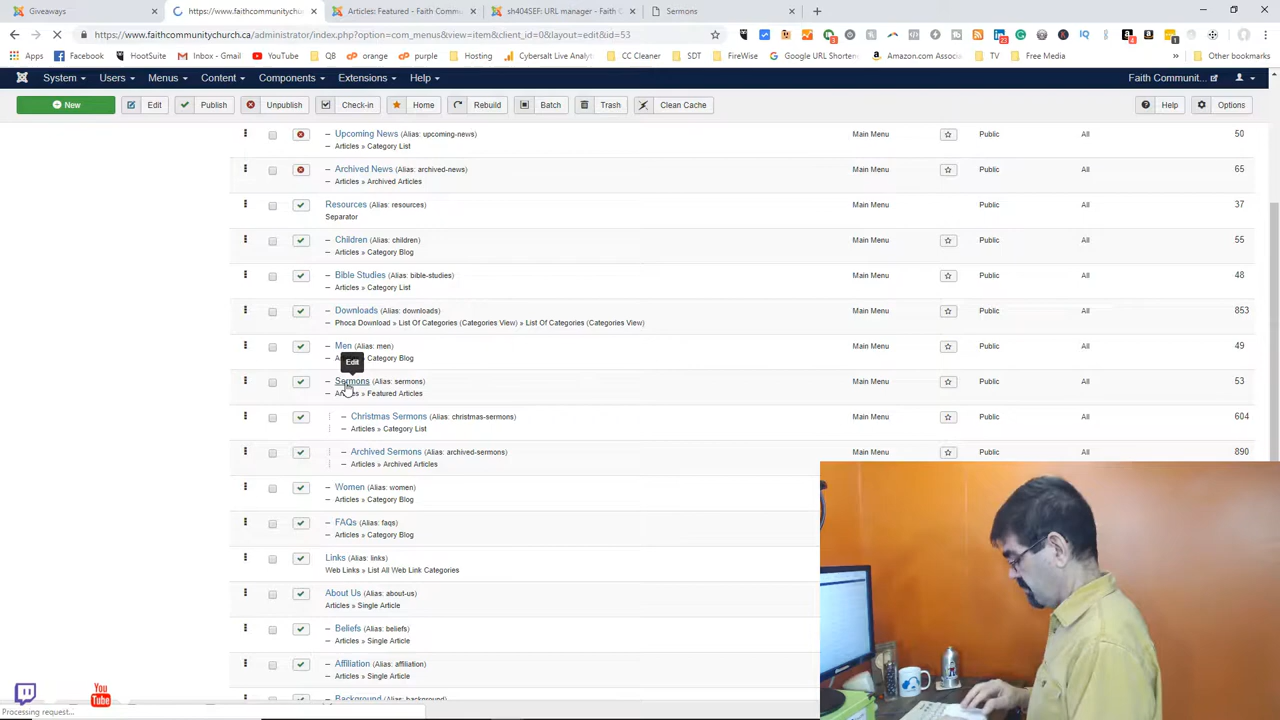 Giveaways
https://www.faithcommunitychurc
Articles: Featured - Faith Commu
sh404SEF: URL manager - Faith C
Sermons
https://www.faithcommunitychurch.ca/administrator/index.php?option=com_menus&view=item&client_id=0&layout=edit&id=53
Apps Facebook HootSuite Inbox - Gmail QB orange purple CC Cleaner SDT FireWise Cybersalt Live Analyt Google URL Shortene Amazon.com Associa TV Free Media » Other bookmarks
System Users Menus Content Components Extensions Help Faith Communit...
New Edit Publish Unpublish Check-in Home Rebuild Batch Trash Clean Cache Help Options
– Upcoming News (Alias: upcoming-news) Main Menu Public All 50
– Articles » Category List
– Archived News (Alias: archived-news) Main Menu Public All 65
– Articles » Archived Articles
Resources (Alias: resources) Main Menu Public All 37
Separator
– Children (Alias: children) Main Menu Public All 55
– Articles » Category Blog
– Bible Studies (Alias: bible-studies) Main Menu Public All 48
– Articles » Category List
– Downloads (Alias: downloads) Main Menu Public All 853
– Phoca Download » List Of Categories (Categories View) » List Of Categories (Categories View)
– Men (Alias: men) Main Menu Public All 49
Category Blog
Edit
– Sermons (Alias: sermons) Main Menu Public All 53
» Featured Articles
– Christmas Sermons (Alias: christmas-sermons) Main Menu Public All 604
– Articles » Category List
– Archived Sermons (Alias: archived-sermons) Main Menu Public All 890
– Articles » Archived Articles
– Women (Alias: women)
– Articles » Category Blog
– FAQs (Alias: faqs)
– Articles » Category Blog
Links (Alias: links)
Web Links » List All Web Link Categories
About Us (Alias: about-us)
Articles » Single Article
– Beliefs (Alias: beliefs)
– Articles » Single Article
– Affiliation (Alias: affiliation)
– Articles » Single Article
– Background (Alias: background)
You
Tube
Processing request...